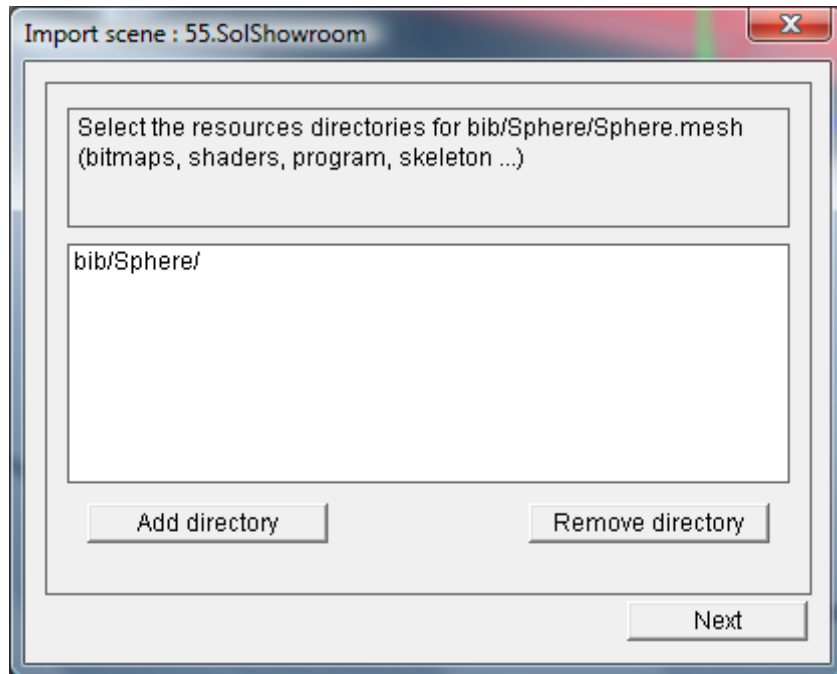 Import scene : 55.SolShowroom
Select the resources directories for bib/Sphere/Sphere.mesh
(bitmaps, shaders, program, skeleton ...)
bib/Sphere/
Add directory
Remove directory
Next